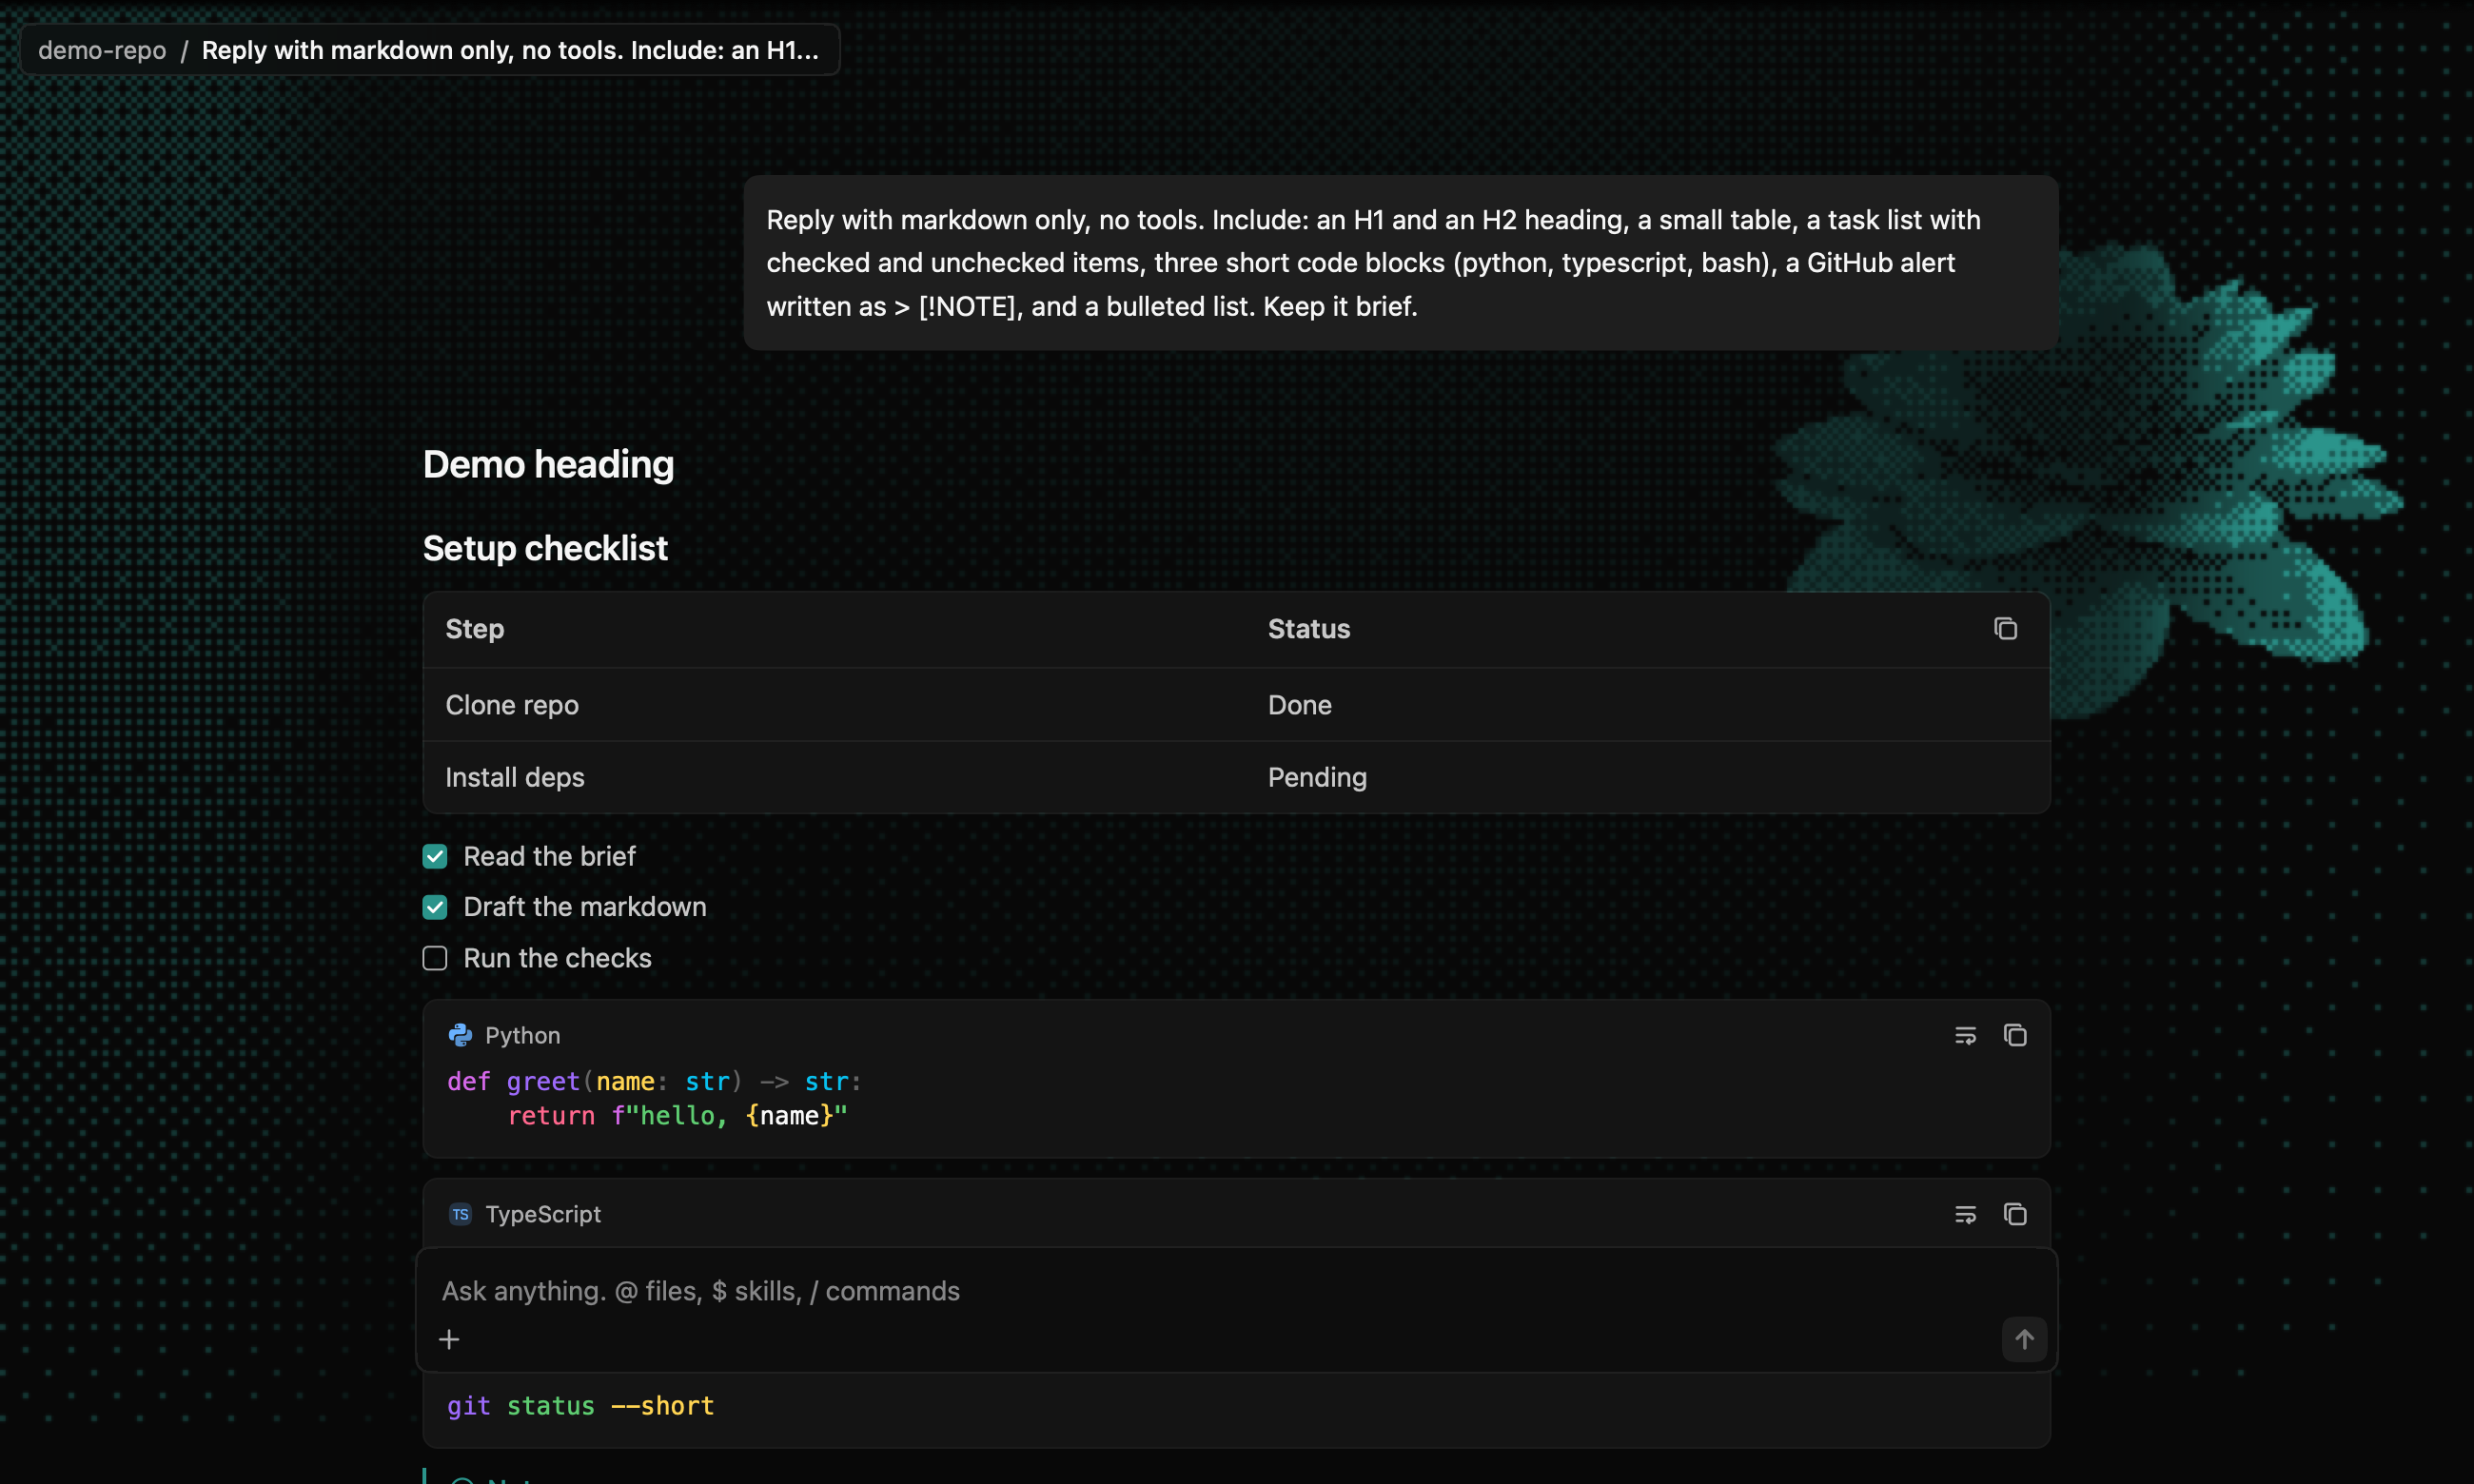 demo-repo / Reply with markdown only, no tools. Include: an H1...
Reply with markdown only, no tools. Include: an H1 and an H2 heading, a small table, a task list with
checked and unchecked items, three short code blocks (python, typescript, bash), a GitHub alert
written as > [!NOTE], and a bulleted list. Keep it brief.
Demo heading
Setup checklist
Step Status
Clone repo Done
Install deps Pending
Read the brief
Draft the markdown
Run the checks
Python
def greet(name: str) -> str:
    return f"hello, {name}"
TS TypeScript
Ask anything. @ files, $ skills, / commands
git status --short